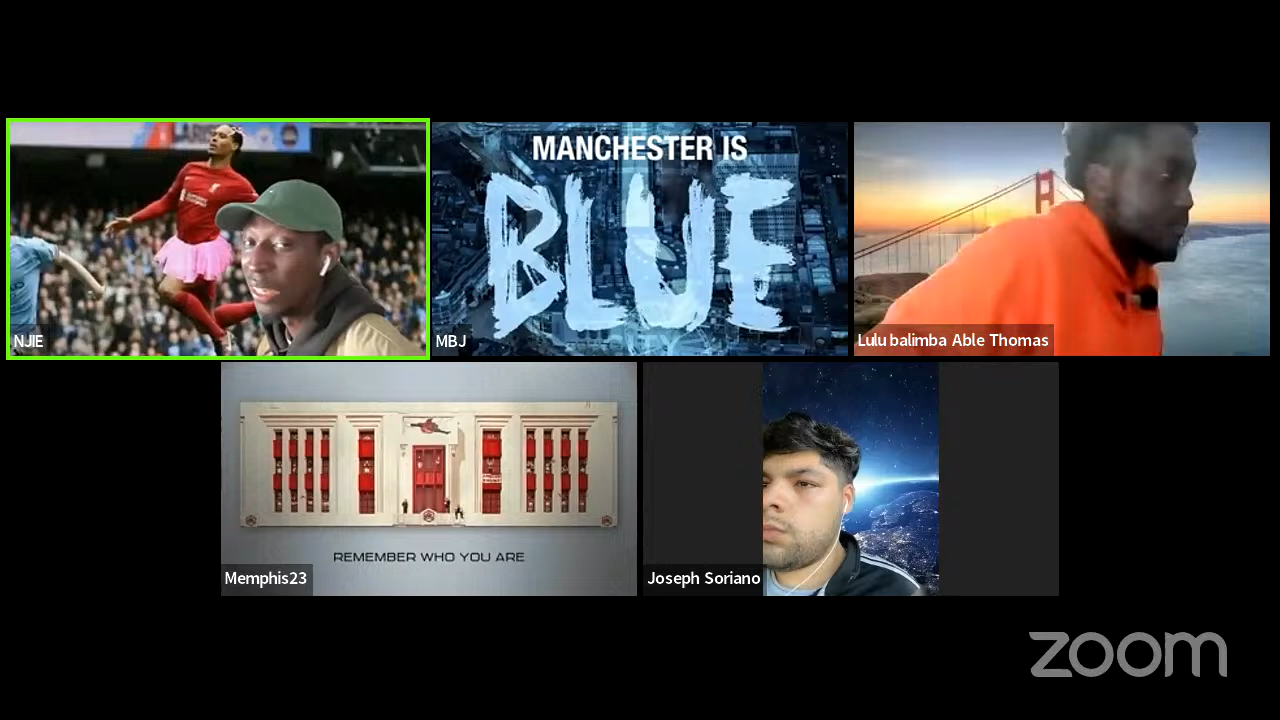 MANCHESTER IS
BLUE
NJIE
MBJ
Lulu balimba Able Thomas
REMEMBER WHO YOU ARE
Memphis23
Joseph Soriano
zoom